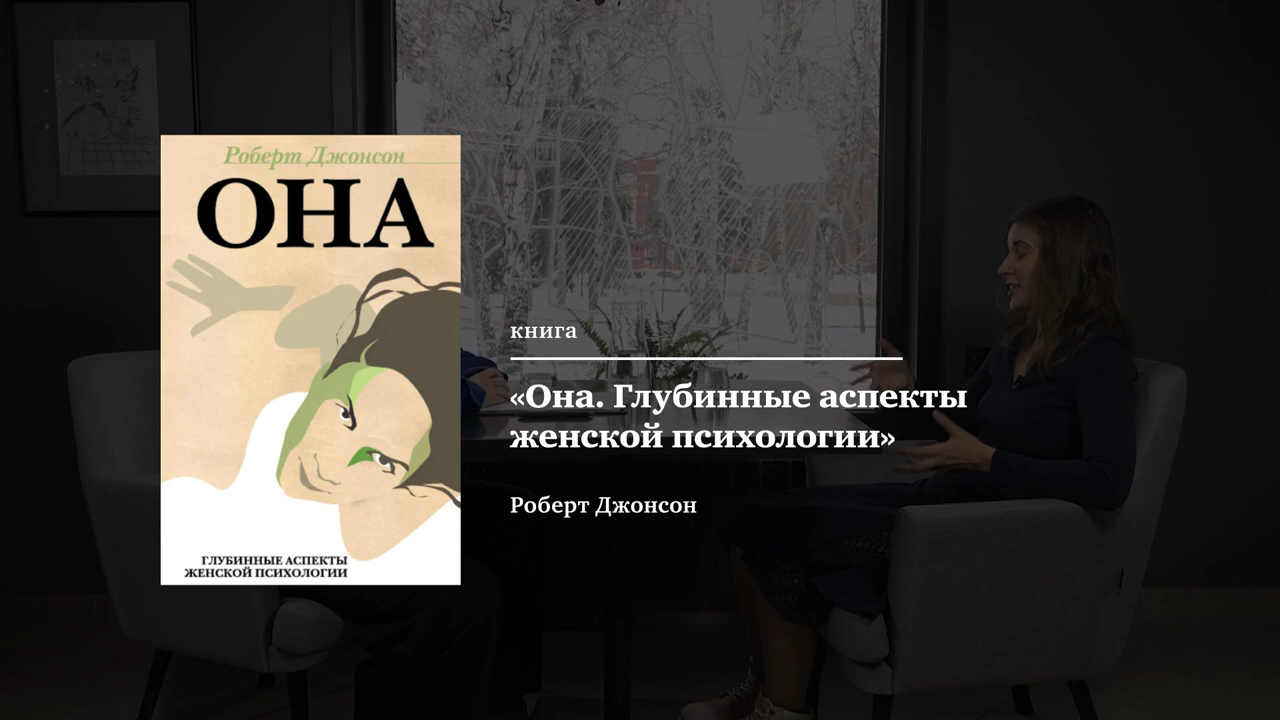 Роберт Джонсон
ОНА
ГЛУБИННЫЕ АСПЕКТЫ
ЖЕНСКОЙ ПСИХОЛОГИИ
книга
«Она. Глубинные аспекты
женской психологии»
Роберт Джонсон